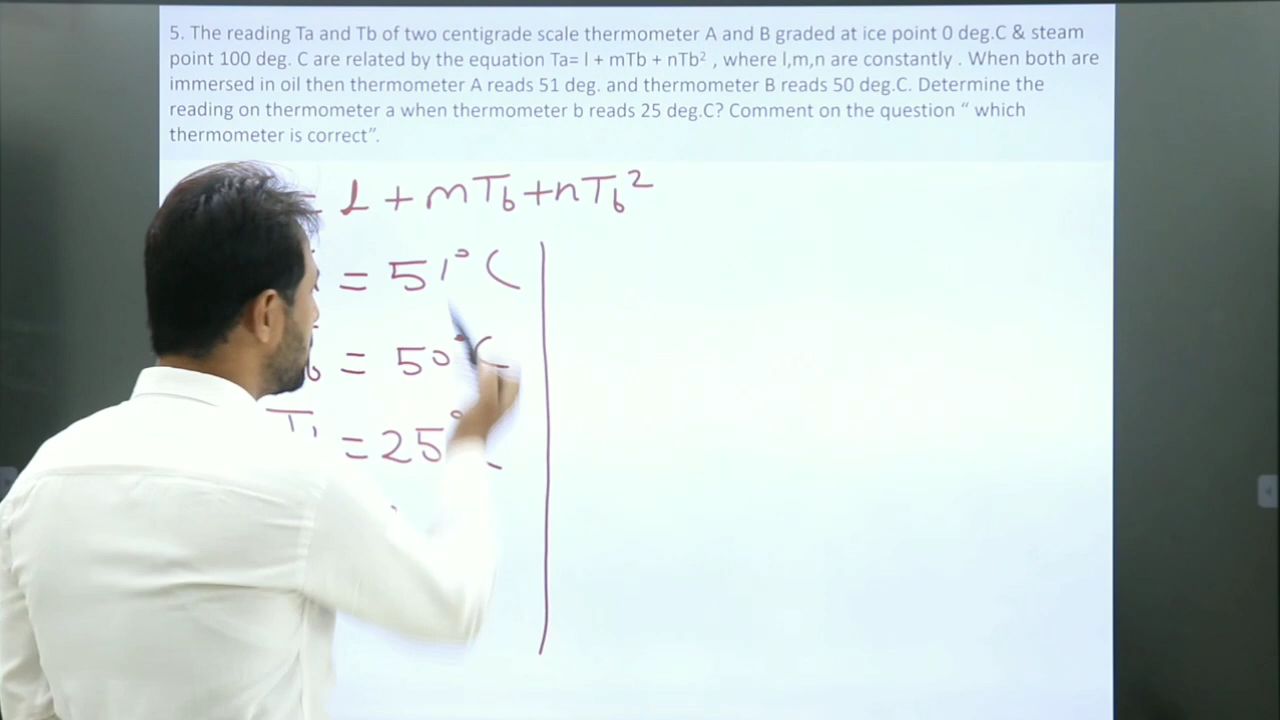 5. The reading Ta and Tb of two centigrade scale thermometer A and B graded at ice point 0 deg.C & steam
point 100 deg. C are related by the equation Ta= l + mTb + nTb² , where l,m,n are constantly . When both are
immersed in oil then thermometer A reads 51 deg. and thermometer B reads 50 deg.C. Determine the
reading on thermometer a when thermometer b reads 25 deg.C? Comment on the question “ which
thermometer is correct”.
= l + mTb + nTb²
= 51°C
= 50°C
= 25°